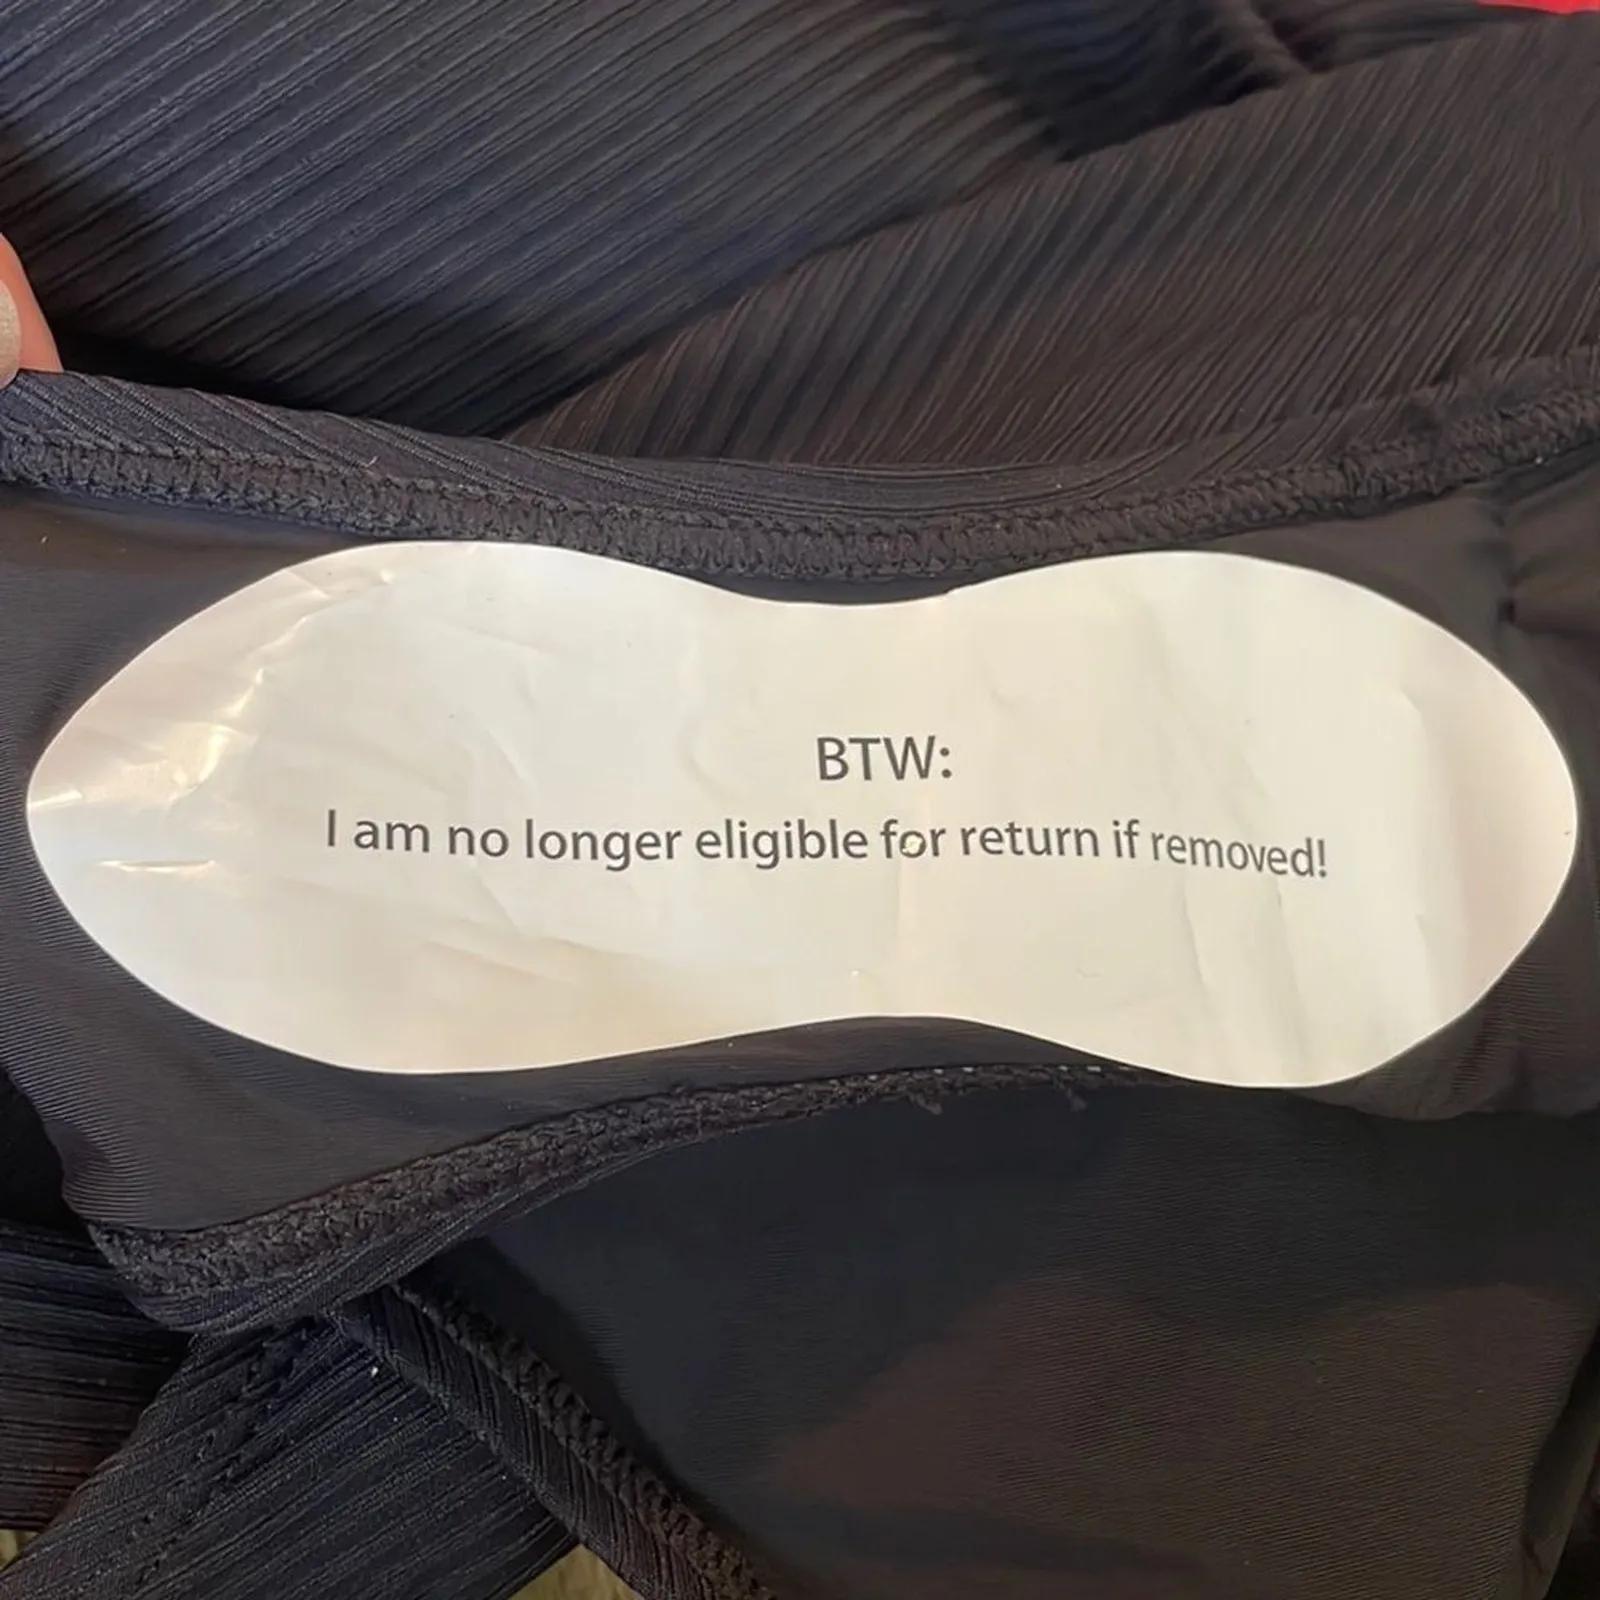 BTW:
I am no longer eligible for return if removed!